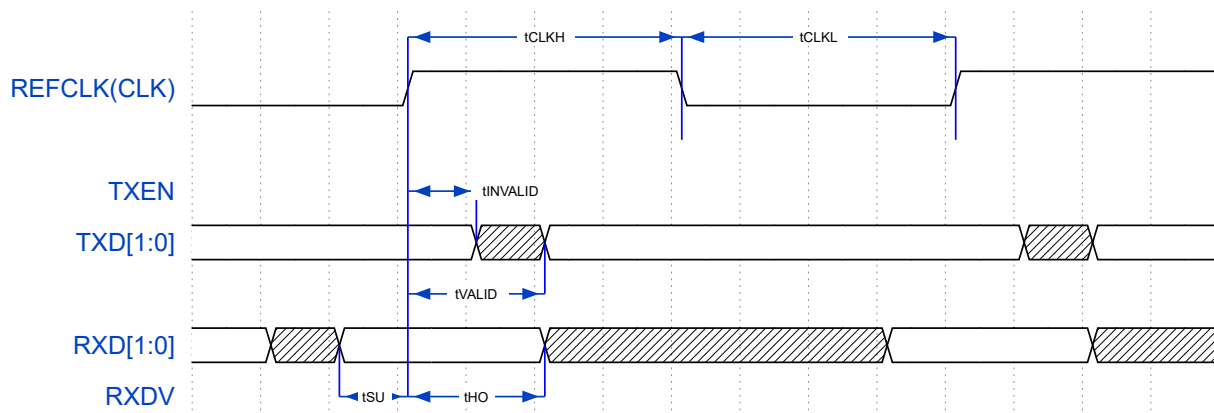 tCLKH tCLKL
REFCLK(CLK)
TXEN tINVALID
TXD[1:0]
tVALID
RXD[1:0]
RXDV tSU tHO